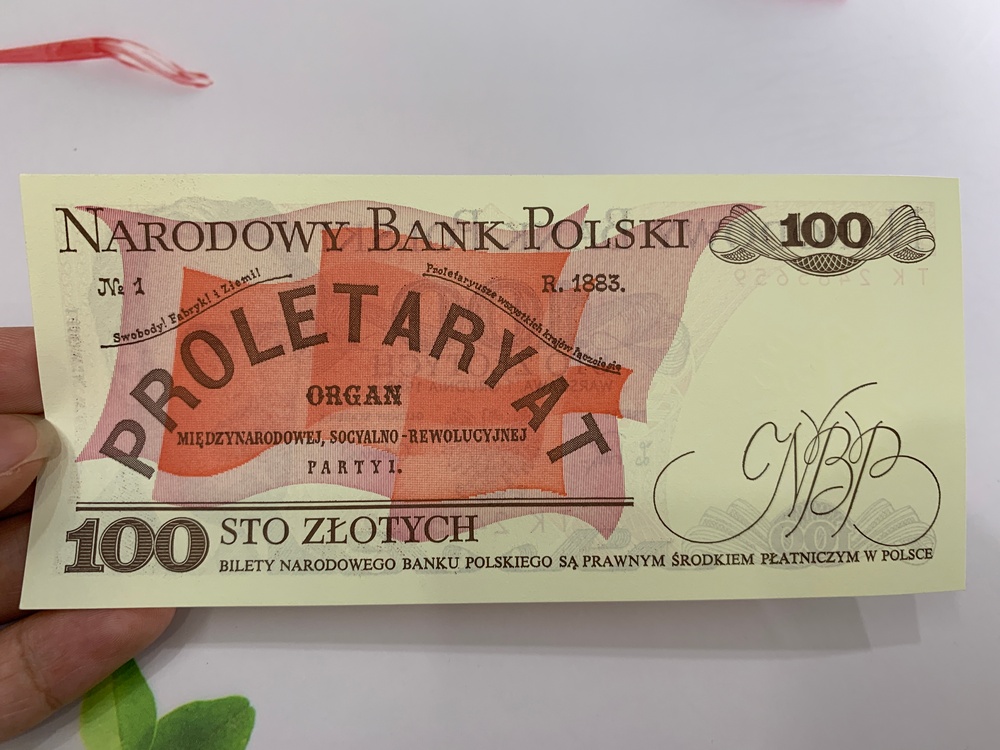 NARODOWY BANK POLSKI
100
№ 1
R. 1883.
Swobody! Fabryk! i Ziemi!
Proletaryusze wszystkich krajów łączcie się
PROLETARYAT
ORGAN
MIĘDZYNARODOWEJ, SOCYALNO-REWOLUCYJNEJ
PARTYI.
NBP
100 STO ZŁOTYCH
BILETY NARODOWEGO BANKU POLSKIEGO SĄ PRAWNYM ŚRODKIEM PŁATNICZYM W POLSCE